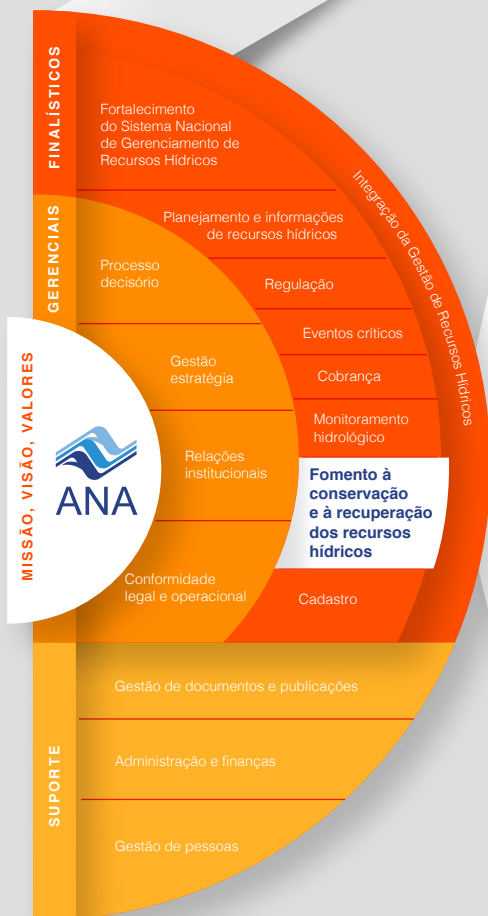 FINALÍSTICOS
Fortalecimento
do Sistema Nacional
de Gerenciamento de
Recursos Hídricos
Planejamento e informações
de recursos hídricos
Regulação
Eventos críticos
Cobrança
Monitoramento
hidrológico
Fomento à
conservação
e à recuperação
dos recursos
hídricos
Cadastro
Integração da Gestão de Recursos Hídricos
GERENCIAIS
Processo
decisório
Gestão
estratégia
Relações
institucionais
Conformidade
legal e operacional
MISSÃO, VISÃO, VALORES
ANA
SUPORTE
Gestão de documentos e publicações
Administração e finanças
Gestão de pessoas